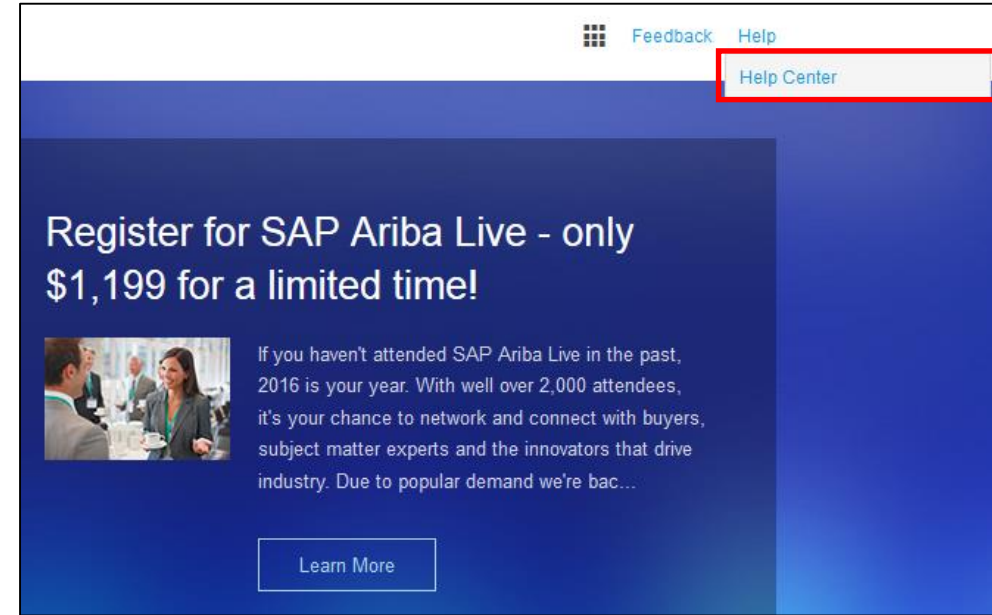 Feedback Help
Help Center
Register for SAP Ariba Live - only
$1,199 for a limited time!
If you haven't attended SAP Ariba Live in the past,
2016 is your year. With well over 2,000 attendees,
it's your chance to network and connect with buyers,
subject matter experts and the innovators that drive
industry. Due to popular demand we're bac...
Learn More